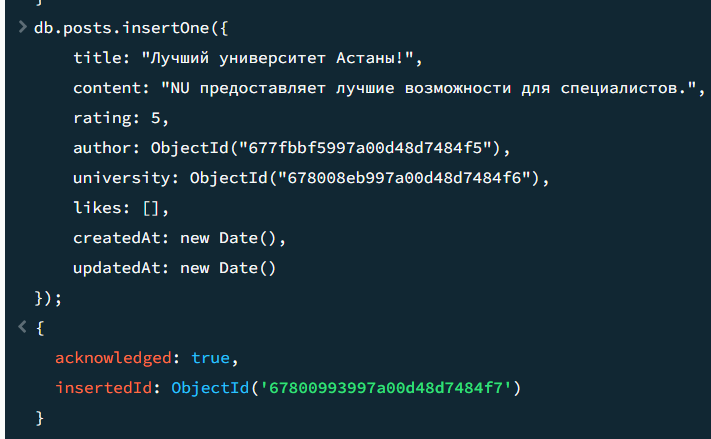 }
> db.posts.insertOne({
title: "Лучший университет Астаны!",
content: "NU предоставляет лучшие возможности для специалистов.",
rating: 5,
author: ObjectId("677fbbf5997a00d48d7484f5"),
university: ObjectId("678008eb997a00d48d7484f6"),
likes: [],
createdAt: new Date(),
updatedAt: new Date()
});
< {
acknowledged: true,
insertedId: ObjectId('67800993997a00d48d7484f7')
}